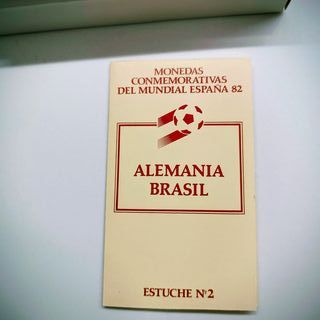 MONEDAS
CONMEMORATIVAS
DEL MUNDIAL ESPAÑA 82
ALEMANIA
BRASIL
ESTUCHE Nº2